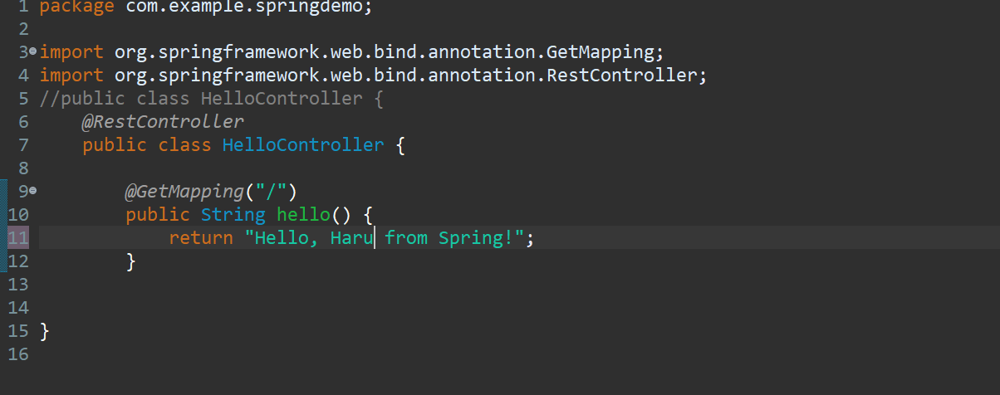 1 package com.example.springdemo;
2
3 import org.springframework.web.bind.annotation.GetMapping;
4 import org.springframework.web.bind.annotation.RestController;
5 //public class HelloController {
6     @RestController
7     public class HelloController {
8
9         @GetMapping("/")
10         public String hello() {
11             return "Hello, Haru from Spring!";
12         }
13
14
15 }
16